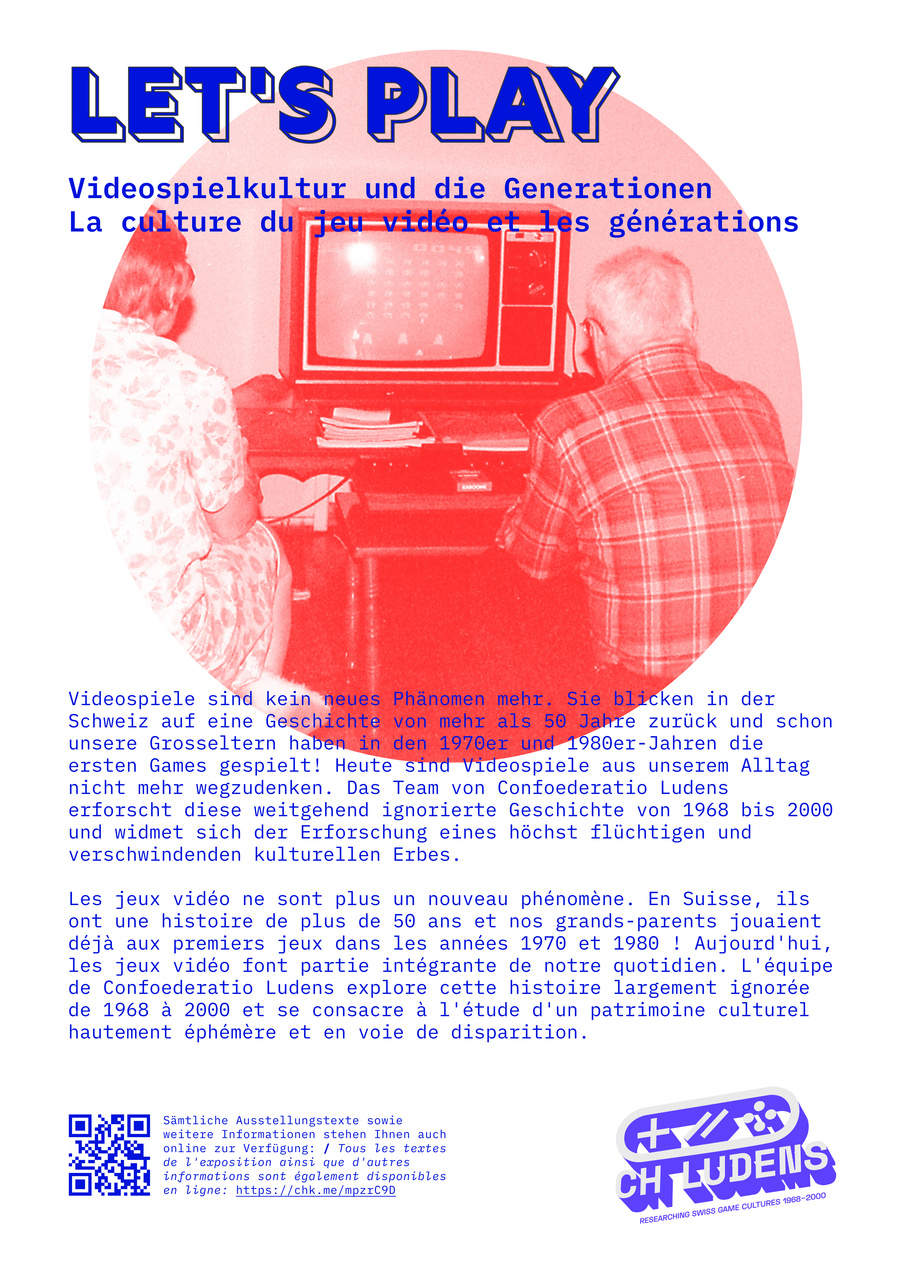 LET'S PLAY
Videospielkultur und die Generationen
La culture du jeu vidéo et les générations
0049
KABOOM!
Videospiele sind kein neues Phänomen mehr. Sie blicken in der
Schweiz auf eine Geschichte von mehr als 50 Jahre zurück und schon
unsere Grosseltern haben in den 1970er und 1980er-Jahren die
ersten Games gespielt! Heute sind Videospiele aus unserem Alltag
nicht mehr wegzudenken. Das Team von Confoederatio Ludens
erforscht diese weitgehend ignorierte Geschichte von 1968 bis 2000
und widmet sich der Erforschung eines höchst flüchtigen und
verschwindenden kulturellen Erbes.
Les jeux vidéo ne sont plus un nouveau phénomène. En Suisse, ils
ont une histoire de plus de 50 ans et nos grands-parents jouaient
déjà aux premiers jeux dans les années 1970 et 1980 ! Aujourd'hui,
les jeux vidéo font partie intégrante de notre quotidien. L'équipe
de Confoederatio Ludens explore cette histoire largement ignorée
de 1968 à 2000 et se consacre à l'étude d'un patrimoine culturel
hautement éphémère et en voie de disparition.
Sämtliche Ausstellungstexte sowie
weitere Informationen stehen Ihnen auch
online zur Verfügung: / Tous les textes
de l'exposition ainsi que d'autres
informations sont également disponibles
en ligne: https://chk.me/mpzrC9D
CH LUDENS
RESEARCHING SWISS GAME CULTURES 1968–2000